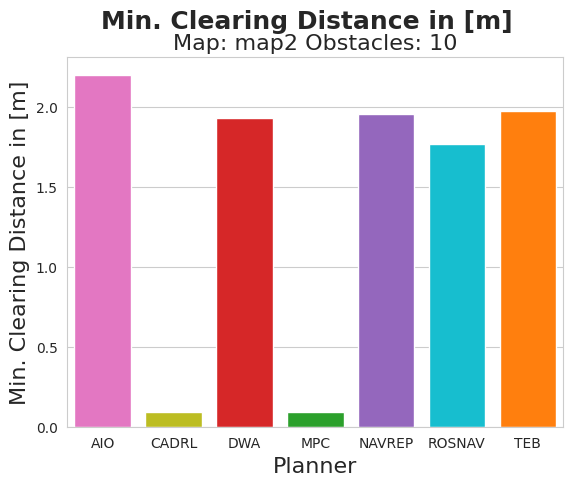 Min. Clearing Distance in [m]
Map: map2 Obstacles: 10
Min. Clearing Distance in [m]
2.0
1.5
1.0
0.5
0.0
AIO CADRL DWA MPC NAVREP ROSNAV TEB
Planner